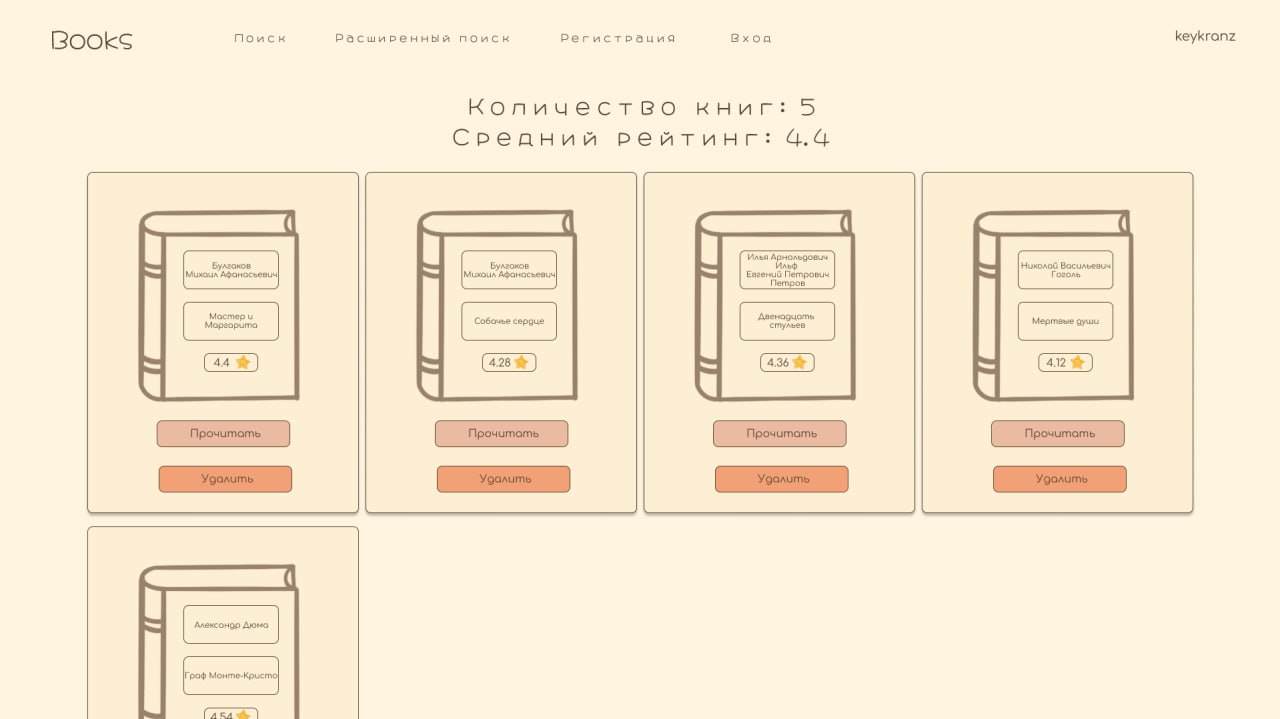 Books
Поиск
Расширенный поиск
Регистрация
Вход
keykranz
Количество книг: 5
Средний рейтинг: 4.4
Булгаков
Михаил Афанасьевич
Мастер и
Маргарита
4.4
Прочитать
Удалить
Булгаков
Михаил Афанасьевич
Собачье сердце
4.28
Прочитать
Удалить
Илья Арнольдович
Ильф
Евгений Петрович
Петров
Двенадцать
стульев
4.36
Прочитать
Удалить
Николай Васильевич
Гоголь
Мертвые души
4.12
Прочитать
Удалить
Александр Дюма
Граф Монте-Кристо
4.54